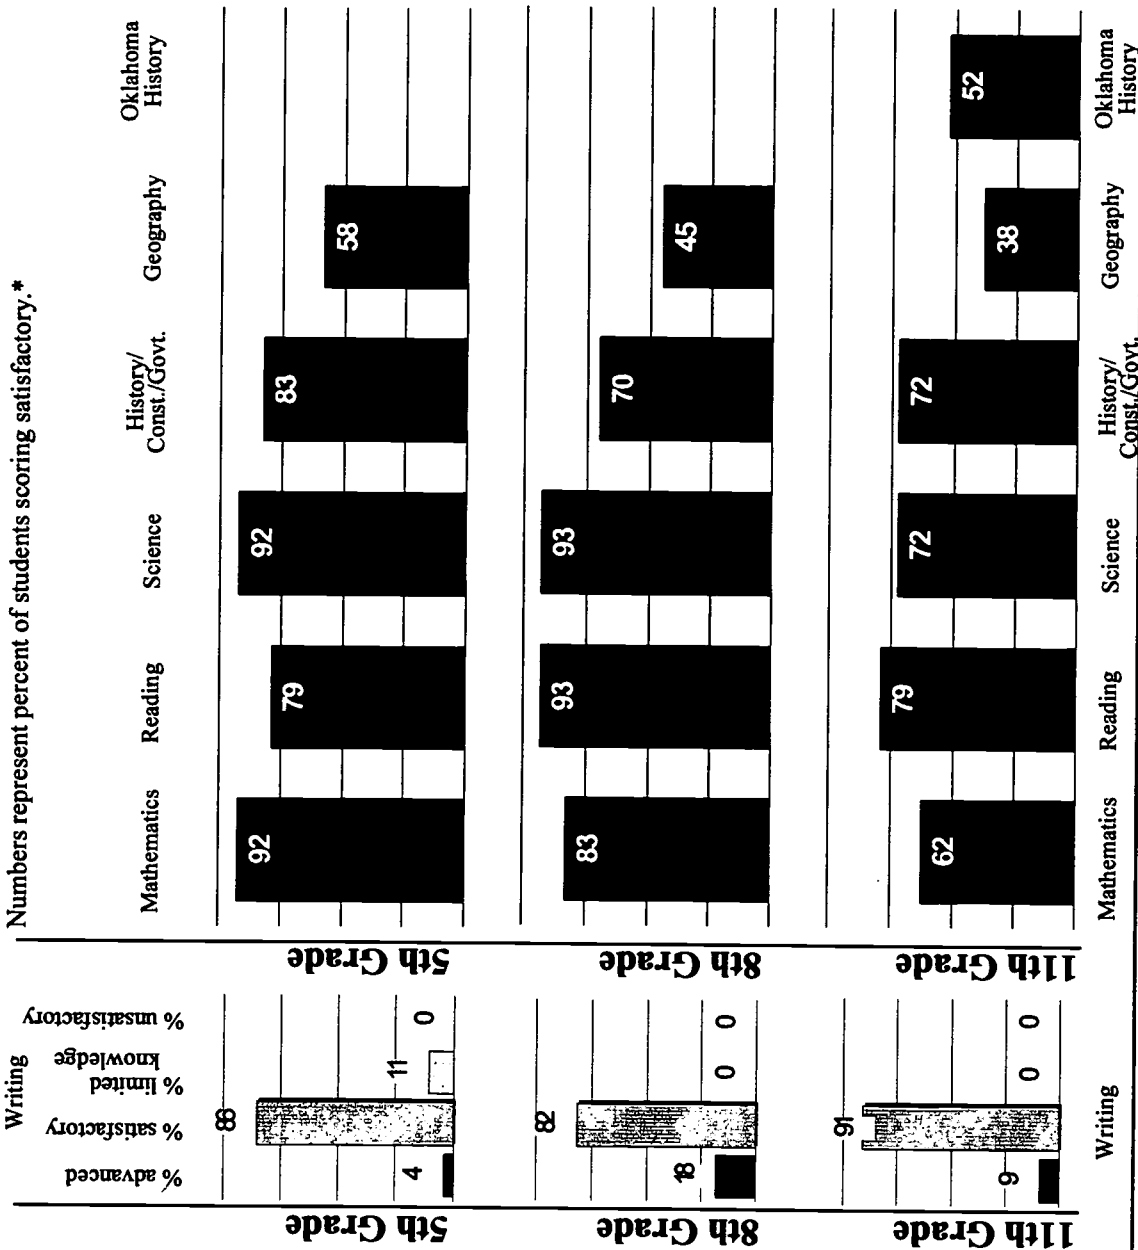 Numbers represent percent of students scoring satisfactory.*
Writing
% advanced
% satisfactory
% limited
knowledge
% unsatisfactory
Mathematics
Reading
Science
History/
Const./Govt.
Geography
Oklahoma
History
5th Grade
4
88
11
0
5th Grade
92
79
92
83
58
8th Grade
18
82
0
0
8th Grade
83
93
93
70
45
11th Grade
9
91
0
0
11th Grade
62
79
72
72
38
52
Writing
Mathematics
Reading
Science
History/
Const./Govt.
Geography
Oklahoma
History